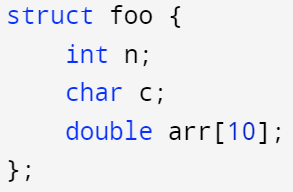 struct foo {
    int n;
    char c;
    double arr[10];
};